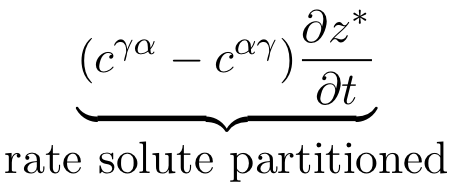 (c^{γα} − c^{αγ}) ∂z*/∂t
rate solute partitioned